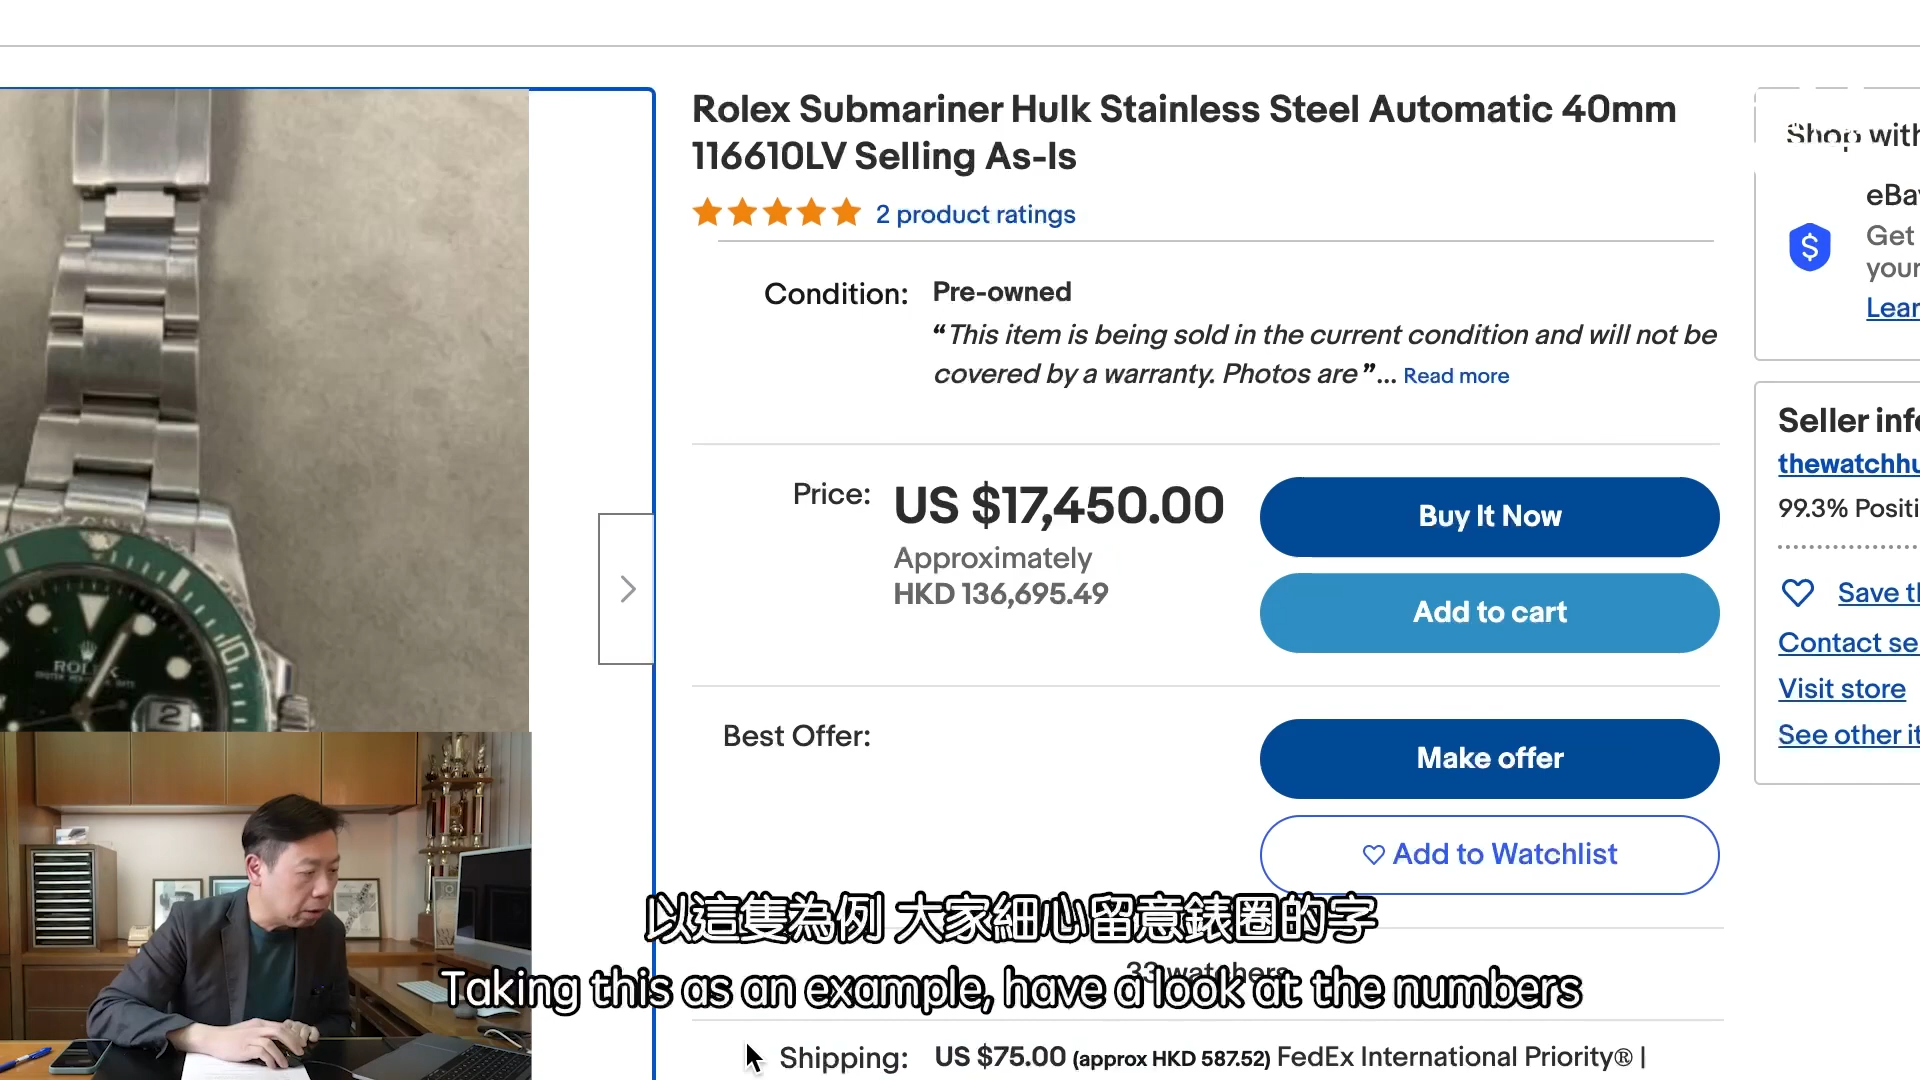 Rolex Submariner Hulk Stainless Steel Automatic 40mm
116610LV Selling As-Is
2 product ratings
Condition: Pre-owned
“This item is being sold in the current condition and will not be
covered by a warranty. Photos are”... Read more
Price: US $17,450.00
Approximately
HKD 136,695.49
Buy It Now
Add to cart
Best Offer:
Make offer
Add to Watchlist
33 watchers
Shipping: US $75.00 (approx HKD 587.52) FedEx International Priority® |
Shop with
eBay
Get
your
Lear
Seller info
thewatchhu
99.3% Positi
Save th
Contact se
Visit store
See other it
ROLEX
10
2
以這隻為例 大家細心留意錶圈的字
Taking this as an example, have a look at the numbers